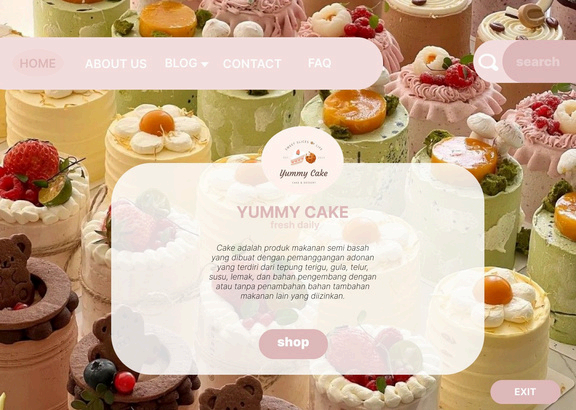 HOME
ABOUT US
BLOG
CONTACT
FAQ
search
Yummy Cake
YUMMY CAKE
fresh daily
Cake adalah produk makanan semi basah
yang dibuat dengan pemanggangan adonan
yang terdiri dari tepung terigu, gula, telur,
susu, lemak, dan bahan pengembang dengan
atau tanpa penambahan bahan tambahan
makanan lain yang diizinkan.
shop
EXIT